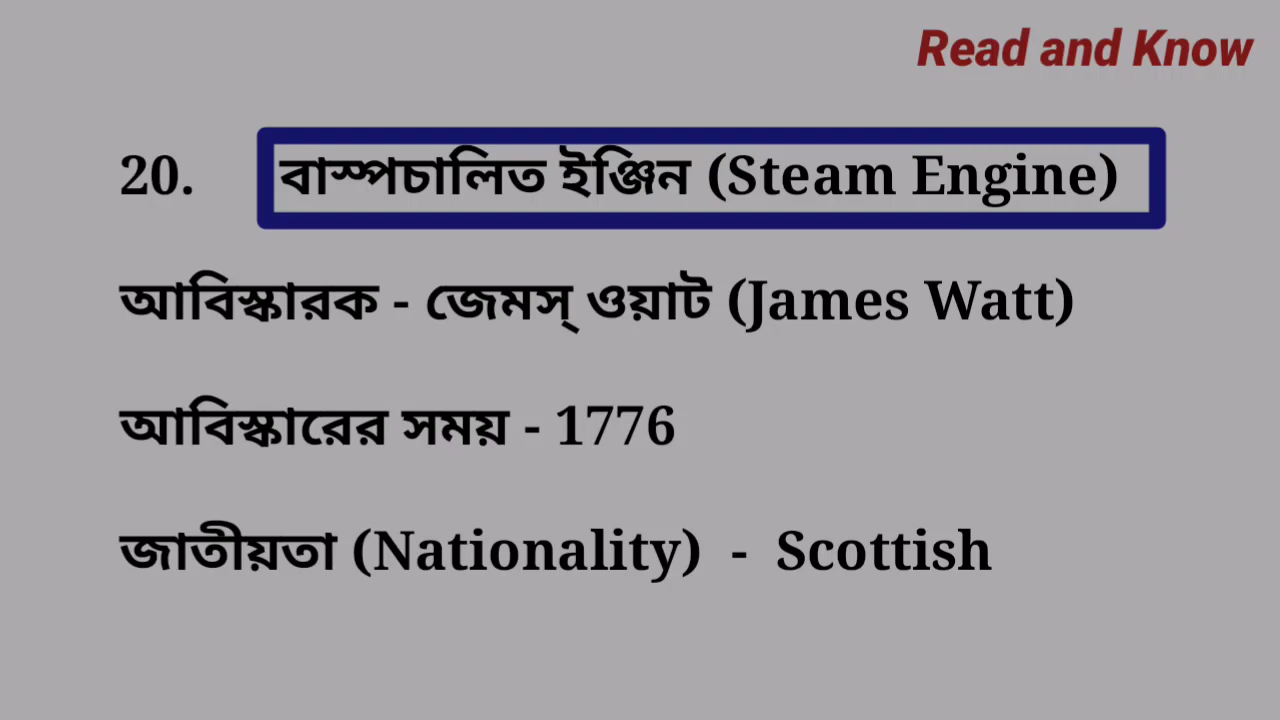 Read and Know
20. বাস্পচালিত ইঞ্জিন (Steam Engine)
আবিস্কারক - জেমস্ ওয়াট (James Watt)
আবিস্কারের সময় - 1776
জাতীয়তা (Nationality) - Scottish